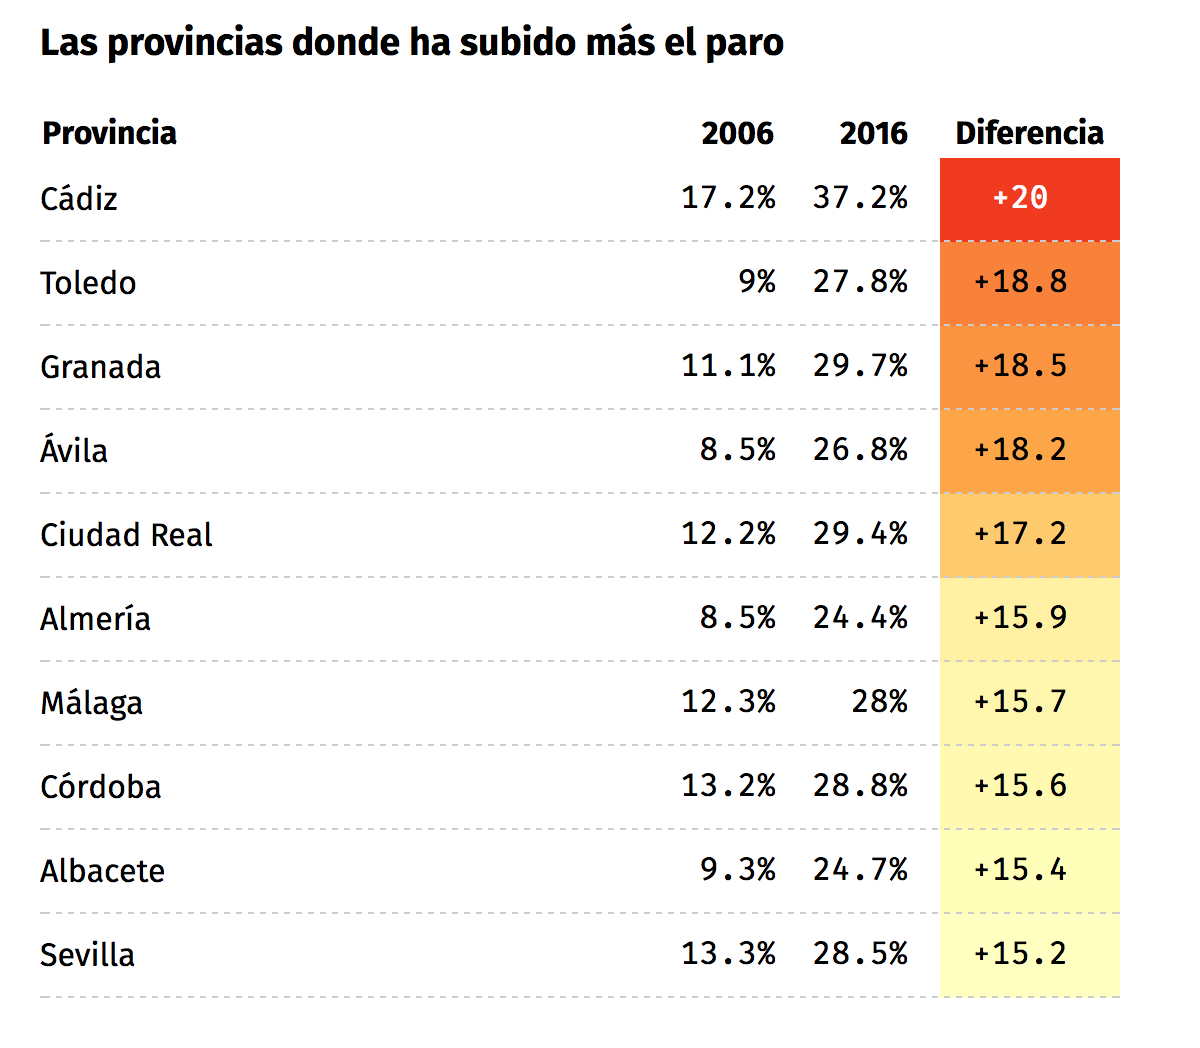 Las provincias donde ha subido más el paro
Provincia 2006 2016 Diferencia
Cádiz 17.2% 37.2% +20
Toledo 9% 27.8% +18.8
Granada 11.1% 29.7% +18.5
Ávila 8.5% 26.8% +18.2
Ciudad Real 12.2% 29.4% +17.2
Almería 8.5% 24.4% +15.9
Málaga 12.3% 28% +15.7
Córdoba 13.2% 28.8% +15.6
Albacete 9.3% 24.7% +15.4
Sevilla 13.3% 28.5% +15.2